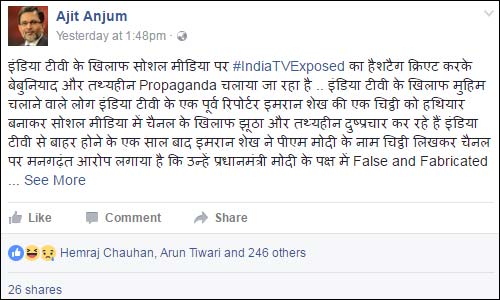 Ajit Anjum
Yesterday at 1:48pm ·
इंडिया टीवी के खिलाफ सोशल मीडिया पर #IndiaTVExposed का हैशटैग क्रिएट करके
बेबुनियाद और तथ्यहीन Propaganda चलाया जा रहा है .. इंडिया टीवी के खिलाफ मुहिम
चलाने वाले लोग इंडिया टीवी के एक पूर्व रिपोर्टर इमरान शेख की एक चिट्ठी को हथियार
बनाकर सोशल मीडिया में चैनल के खिलाफ झूठा और तथ्यहीन दुष्प्रचार कर रहे हैं इंडिया
टीवी से बाहर होने के एक साल बाद इमरान शेख ने पीएम मोदी के नाम चिट्ठी लिखकर चैनल
पर मनगढ़ंत आरोप लगाया है कि उन्हें प्रधानमंत्री मोदी के पक्ष में False and Fabricated
... See More
Like Comment Share
Hemraj Chauhan, Arun Tiwari and 246 others
26 shares